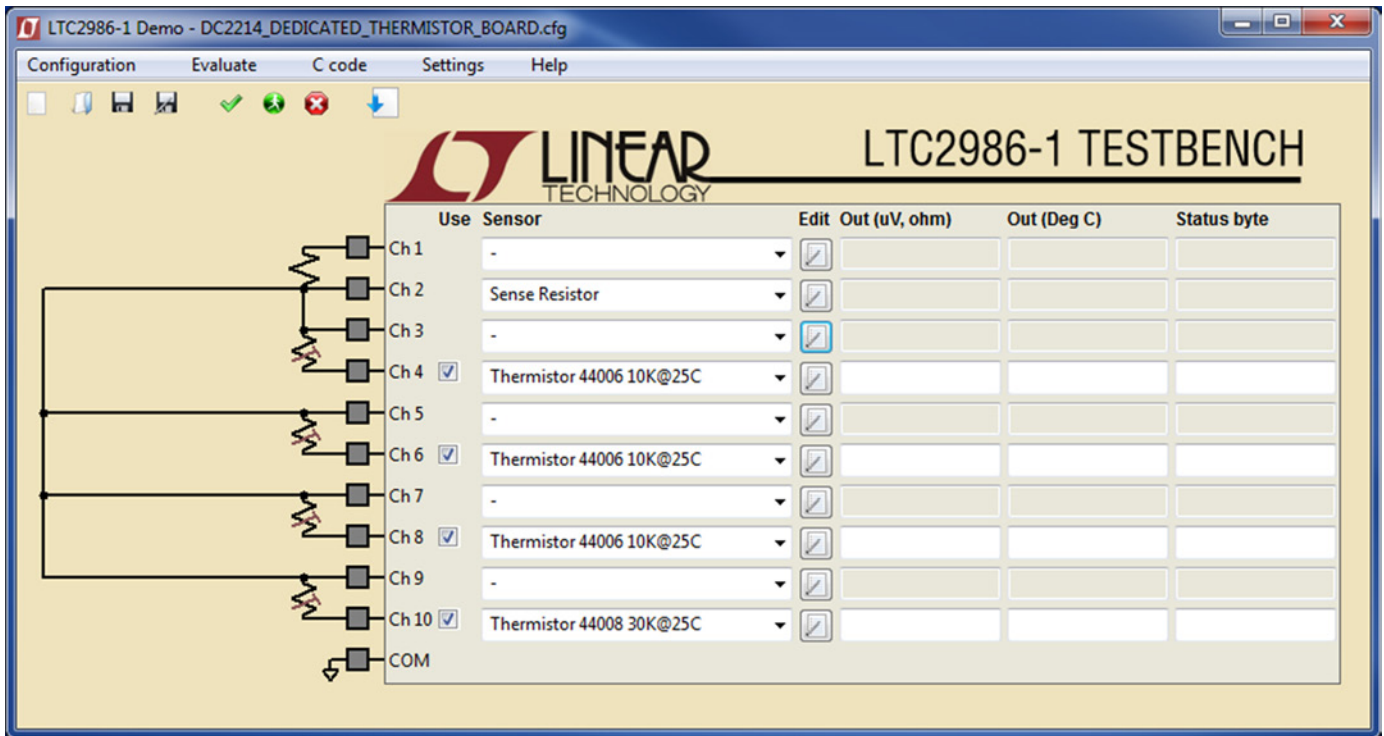 LTC2986-1 Demo - DC2214_DEDICATED_THERMISTOR_BOARD.cfg
Configuration Evaluate C code Settings Help
LINEAR TECHNOLOGY
LTC2986-1 TESTBENCH
Use Sensor Edit Out (uV, ohm) Out (Deg C) Status byte
Ch 1 -
Ch 2 Sense Resistor
Ch 3 -
Ch 4 Thermistor 44006 10K@25C
Ch 5 -
Ch 6 Thermistor 44006 10K@25C
Ch 7 -
Ch 8 Thermistor 44006 10K@25C
Ch 9 -
Ch 10 Thermistor 44008 30K@25C
COM